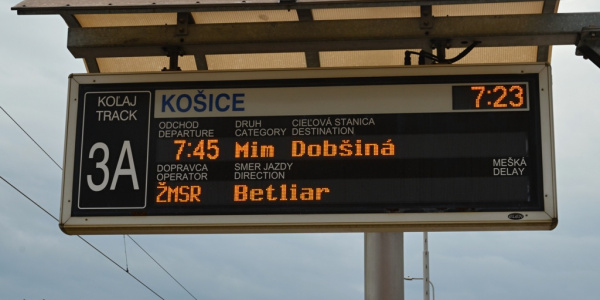 KOĽAJ
TRACK
3A
KOŠICE
7:23
ODCHOD DRUH CIEĽOVÁ STANICA
DEPARTURE CATEGORY DESTINATION
7:45 Mim Dobšiná
DOPRAVCA SMER JAZDY MEŠKÁ
OPERATOR DIRECTION DELAY
ŽMSR Betliar